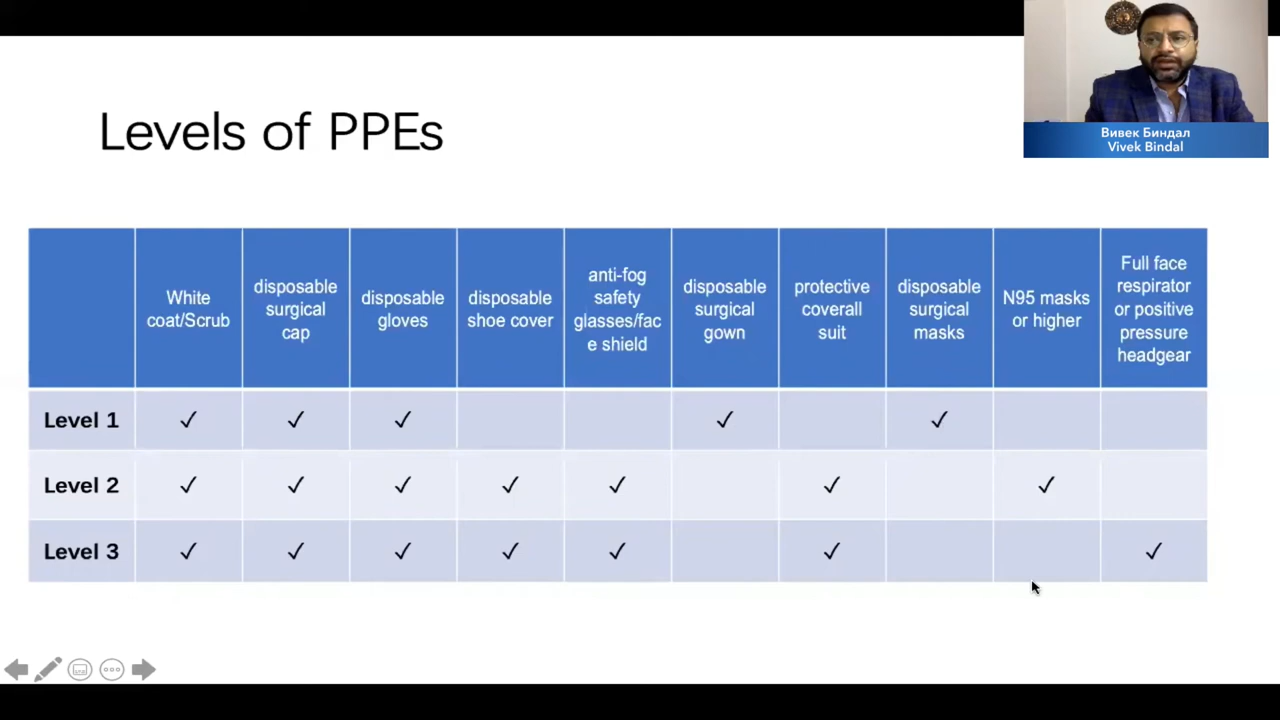 Вивек Биндал
Vivek Bindal
Levels of PPEs
White
coat/Scrub
disposable
surgical
cap
disposable
gloves
disposable
shoe cover
anti-fog
safety
glasses/fac
e shield
disposable
surgical
gown
protective
coverall
suit
disposable
surgical
masks
N95 masks
or higher
Full face
respirator
or positive
pressure
headgear
Level 1 ✓ ✓ ✓ ✓ ✓
Level 2 ✓ ✓ ✓ ✓ ✓ ✓ ✓
Level 3 ✓ ✓ ✓ ✓ ✓ ✓ ✓